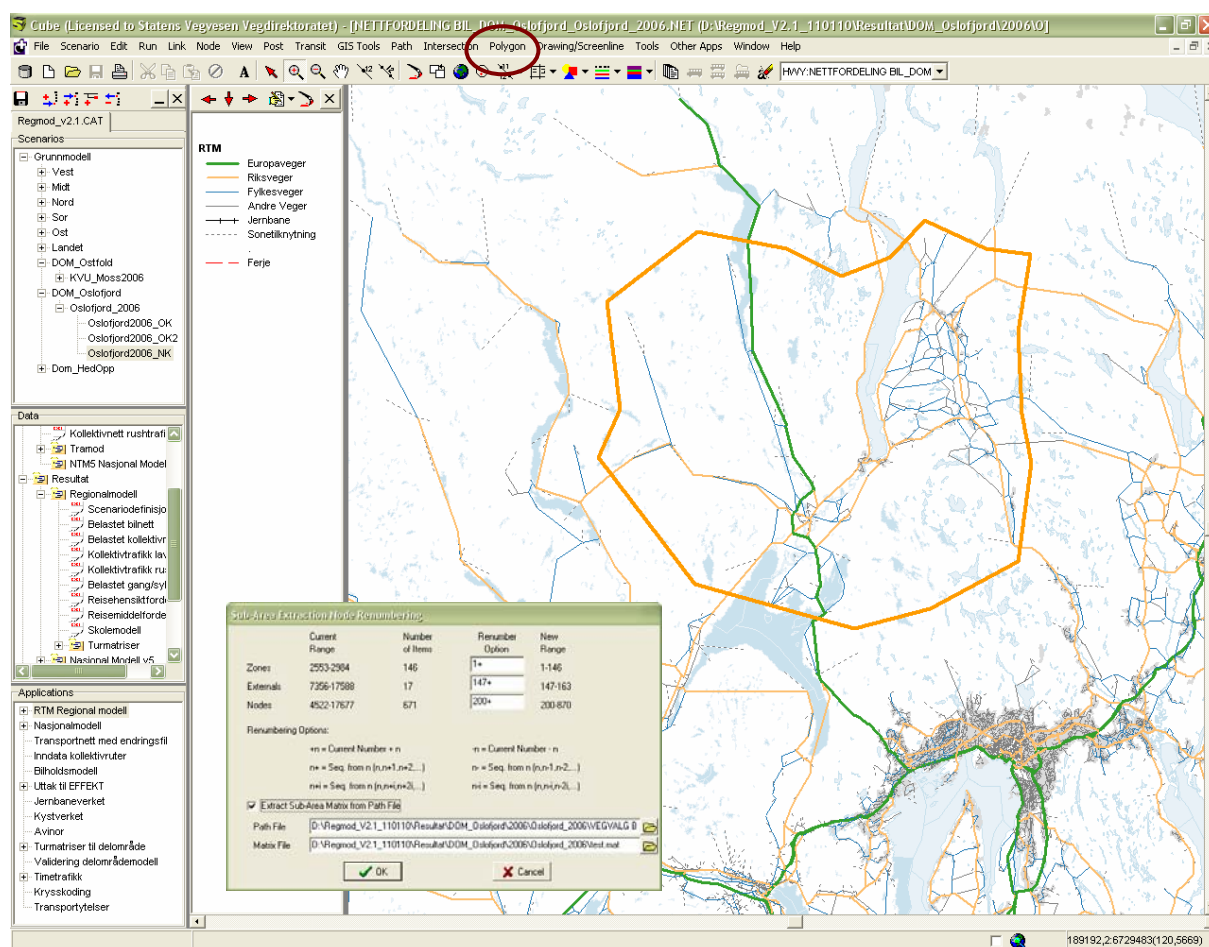 Cube (Licensed to Statens Vegvesen Vegdirektoratet) - [NETTFORDELING BIL_DOM_Oslofjord_Oslofjord_2006.NET (D:\Regmod_V2.1_110110\Resultat\DOM_Oslofjord\2006\O]
File Scenario Edit Run Link Node View Post Transit GIS Tools Path Intersection Polygon Drawing/Screenline Tools Other Apps Window Help
HWY:NETTFORDELING BIL_DOM
Regmod_v2.1.CAT
Scenarios
Grunnmodell
Vest
Midt
Nord
Sor
Ost
Landet
DOM_Ostfold
KVU_Moss2006
DOM_Oslofjord
Oslofjord_2006
Oslofjord2006_OK
Oslofjord2006_OK2
Oslofjord2006_NK
Dom_HedOpp
Data
Kollektivnett rushtrafi
Tramod
NTM5 Nasjonal Model
Resultat
Regionalmodell
Scenariodefinisjo
Belastet bilnett
Belastet kollektivr
Kollektivtrafikk lav
Kollektivtrafikk ru
Belastet gang/syl
Reisehensiktford
Reisemiddelforde
Skolemodell
Turmatriser
Nasjonal Modell v5
Applications
RTM Regional modell
Nasjonalmodell
Transportnett med endringsfil
Inndata kollektivruter
Bilholdsmodell
Uttak til EFFEKT
Jernbaneverket
Kystverket
Avinor
Turmatriser til delområde
Validering delområdemodell
Timetrafikk
Krysskoding
Transportytelser
RTM
Europaveger
Riksveger
Fylkesveger
Andre Veger
Jernbane
Sonetilknytning
.
Ferje
Sub-Area Extraction Node Renumbering
Current Number Renumber New
Range of Items Option Range
Zones 2553-2984 146 1+ 1-146
Externals 7356-17588 17 147+ 147-163
Nodes 4522-17677 671 200+ 200-870
Renumbering Options:
+n = Current Number + n -n = Current Number - n
n+ = Seq. from n (n,n+1,n+2,...) n- = Seq. from n (n,n-1,n-2,...)
n+i = Seq. from n (n,n+i,n+2i,...) n-i = Seq. from n (n,n-i,n-2i,...)
Extract Sub-Area Matrix from Path File
Path File D:\Regmod_V2.1_110110\Resultat\DOM_Oslofjord\2006\Oslofjord_2006\VEGVALG B
Matrix File D:\Regmod_V2.1_110110\Resultat\DOM_Oslofjord\2006\Oslofjord_2006\test.mat
OK Cancel
189192,2:6729483(120,5669)